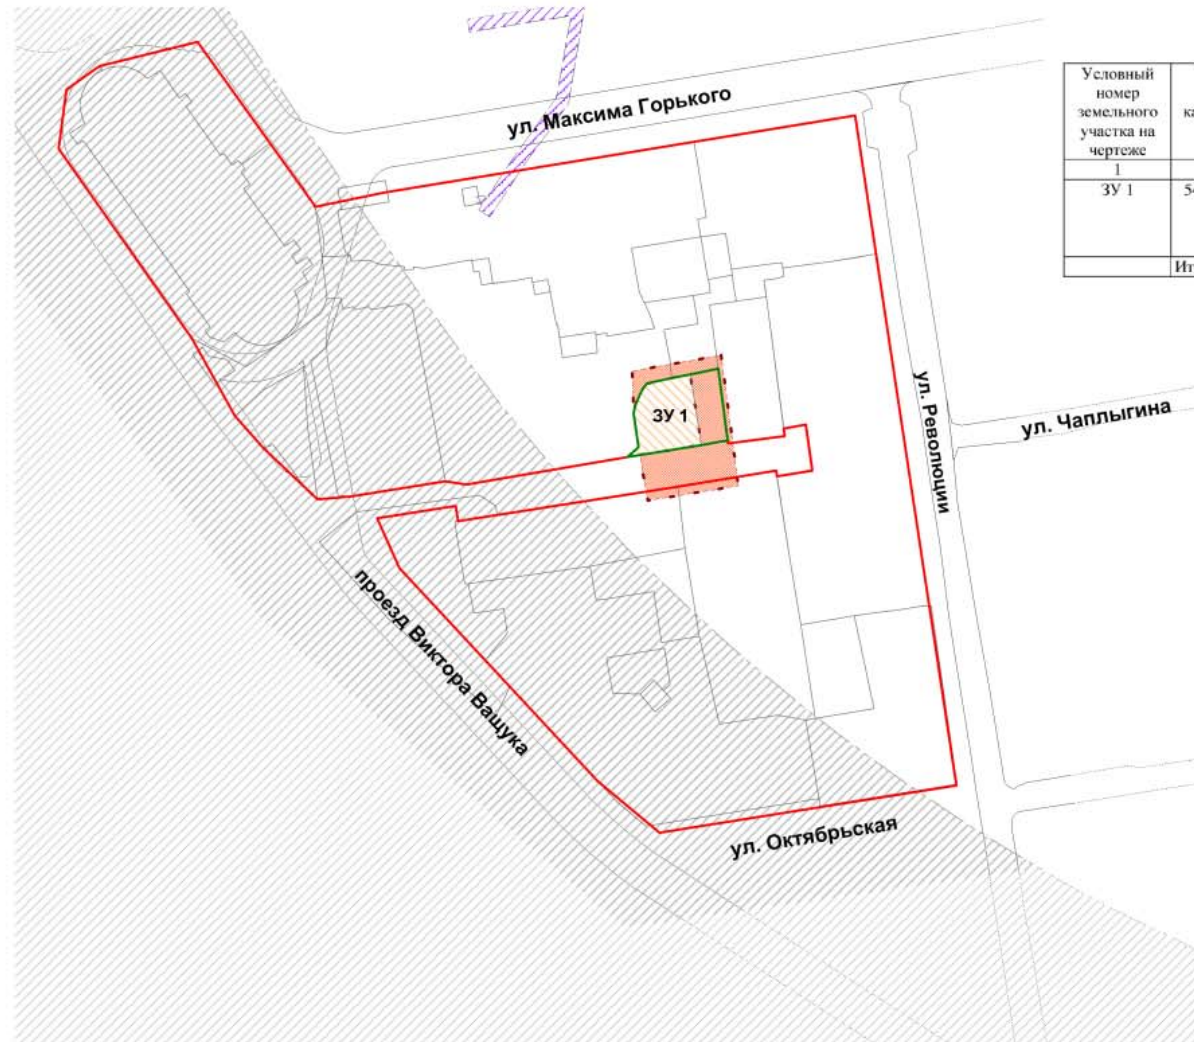 ул. Максима Горького
Условный
номер
земельного
участка на
чертеже
1
ЗУ 1
ЗУ 1
ул. Революции
ул. Чаплыгина
проезд Виктора Ващука
ул. Октябрьская